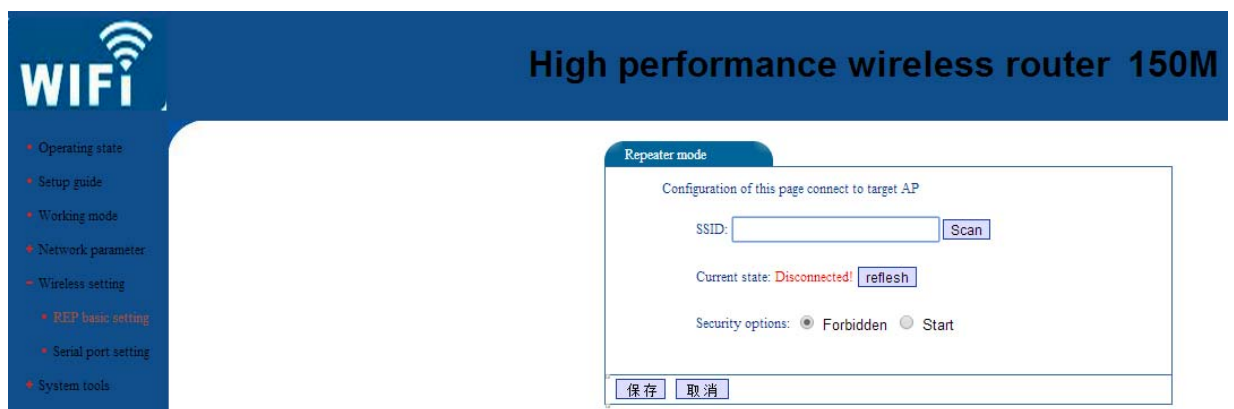 WIFi
High performance wireless router 150M
Operating state
Setup guide
Working mode
Network parameter
Wireless setting
REP basic setting
Serial port setting
System tools
Repeater mode
Configuration of this page connect to target AP
SSID: Scan
Current state: Disconnected! reflesh
Security options: Forbidden Start
保存 取消